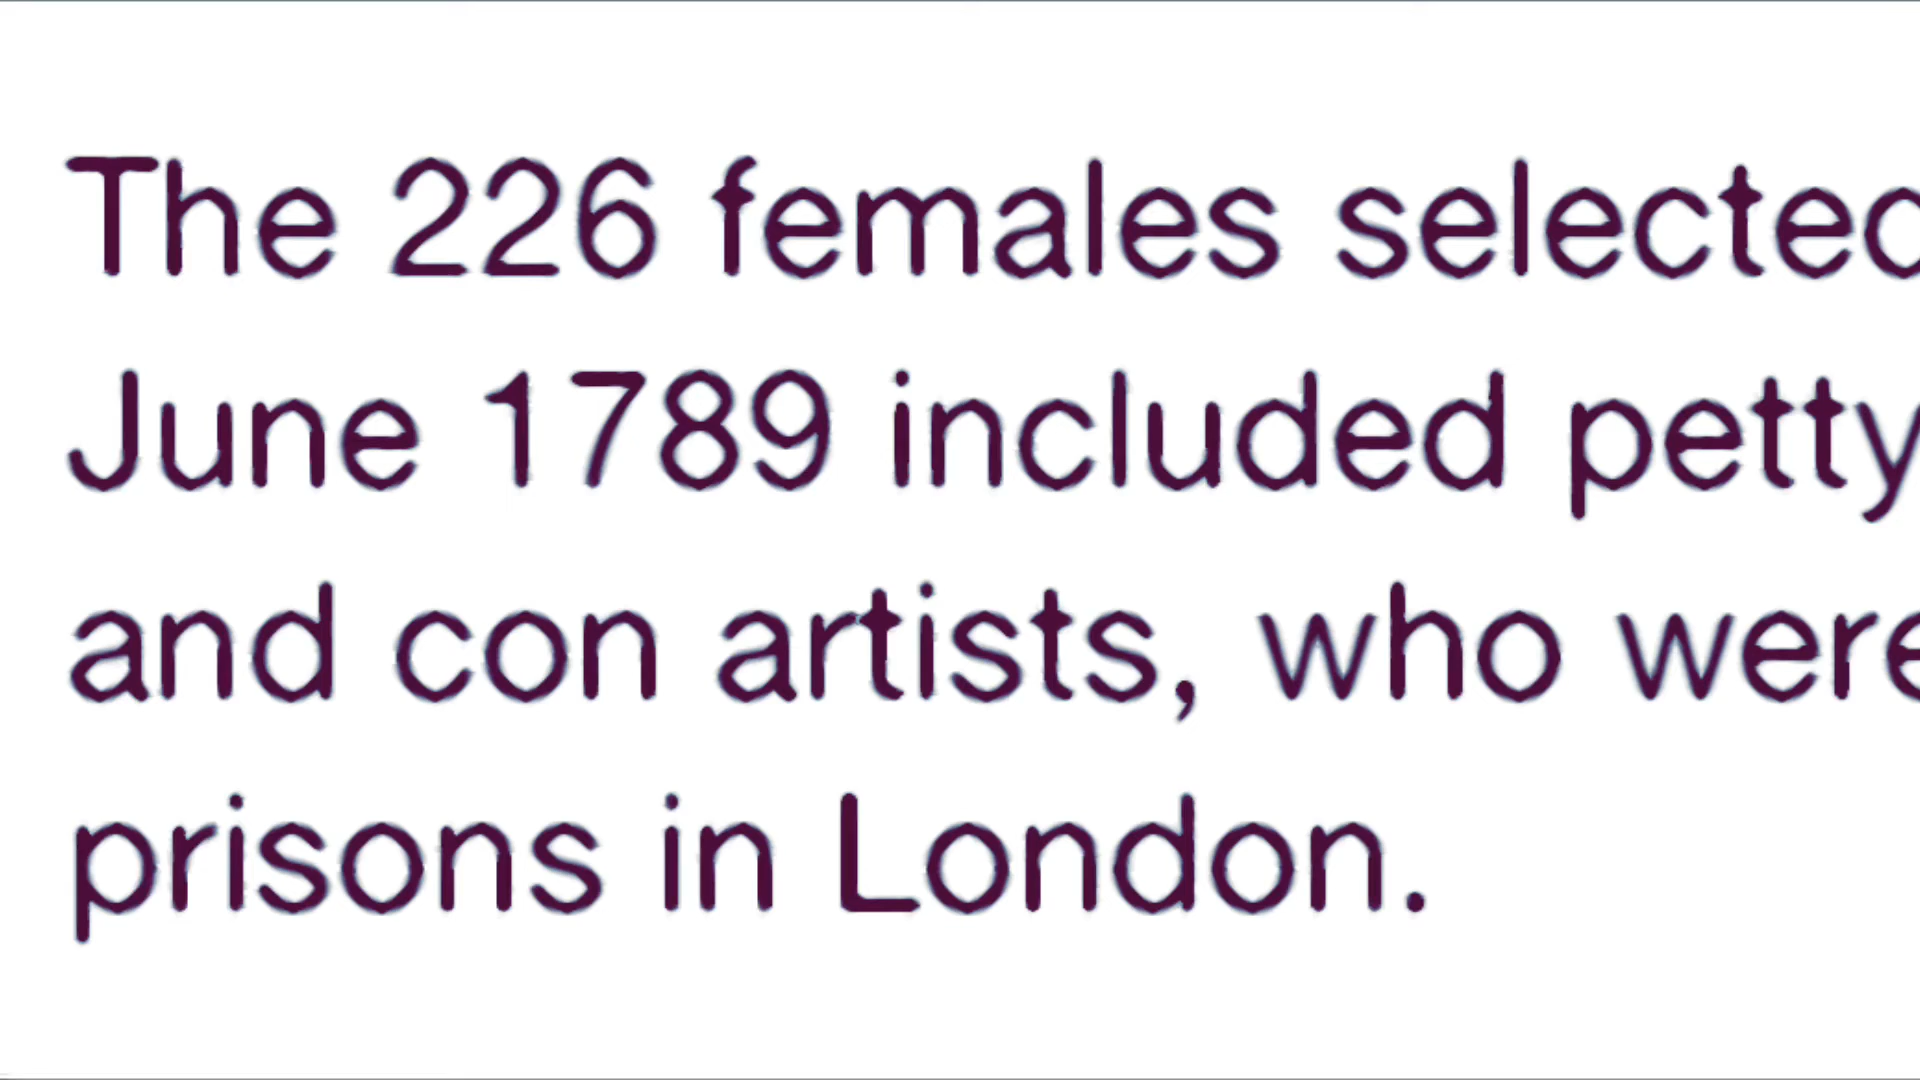 The 226 females selected
June 1789 included petty
and con artists, who were
prisons in London.